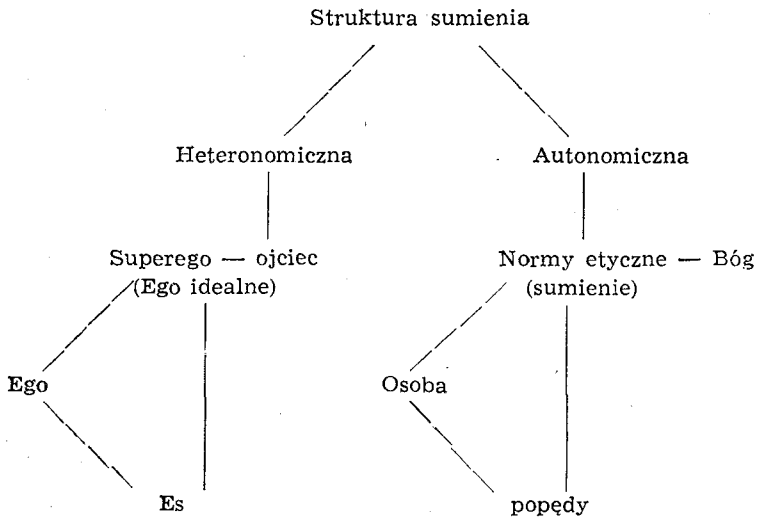 Struktura sumienia
Heteronomiczna
Autonomiczna
Superego — ojciec
(Ego idealne)
Normy etyczne — Bóg
(sumienie)
Ego
Osoba
Es
popędy